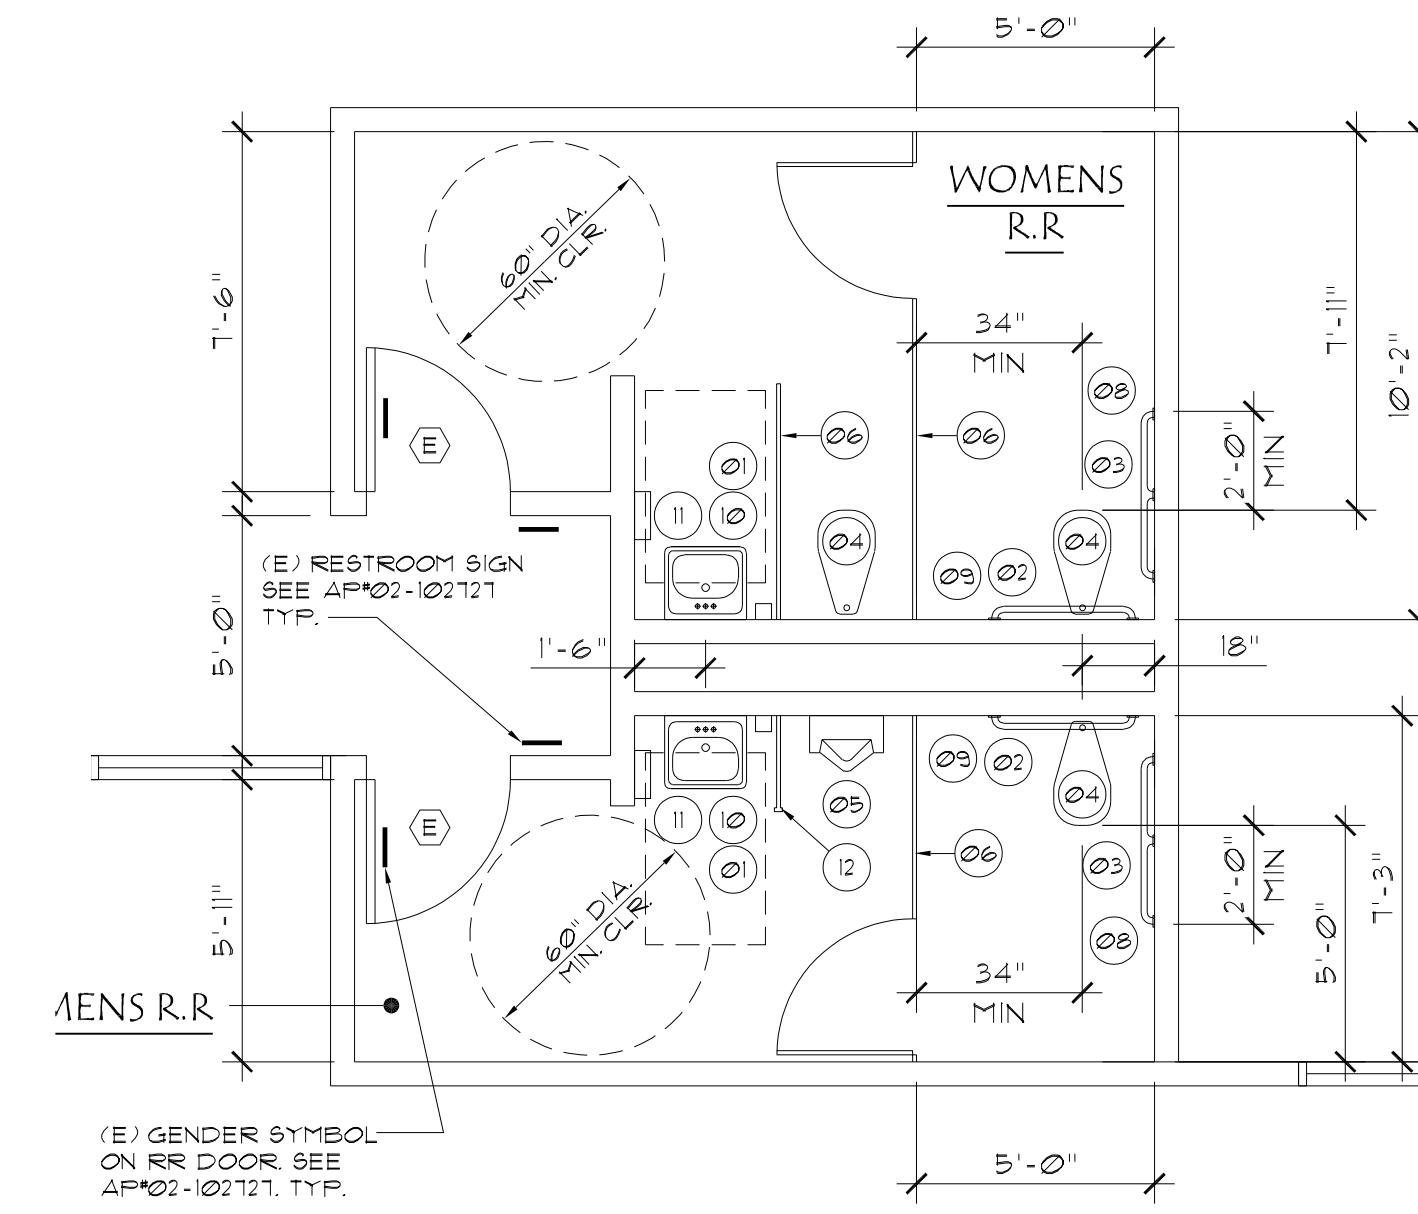 5'-0"
WOMENS
R.R
60" DIA.
MIN. CLR.
7'-6"
7'-11"
10'-2"
34"
MIN
08
06
06
E
01
03
2'-0"
MIN
11
10
04
04
09
02
(E) RESTROOM SIGN
SEE AP#02-102727
TYP.
5'-0"
1'-6"
18"
09
02
04
05
11
10
E
01
12
06
03
2'-0"
MIN
7'-3"
5'-11"
60" DIA.
MIN. CLR.
08
5'-0"
34"
MIN
MENS R.R
(E) GENDER SYMBOL
ON RR DOOR. SEE
AP#02-102727. TYP.
5'-0"